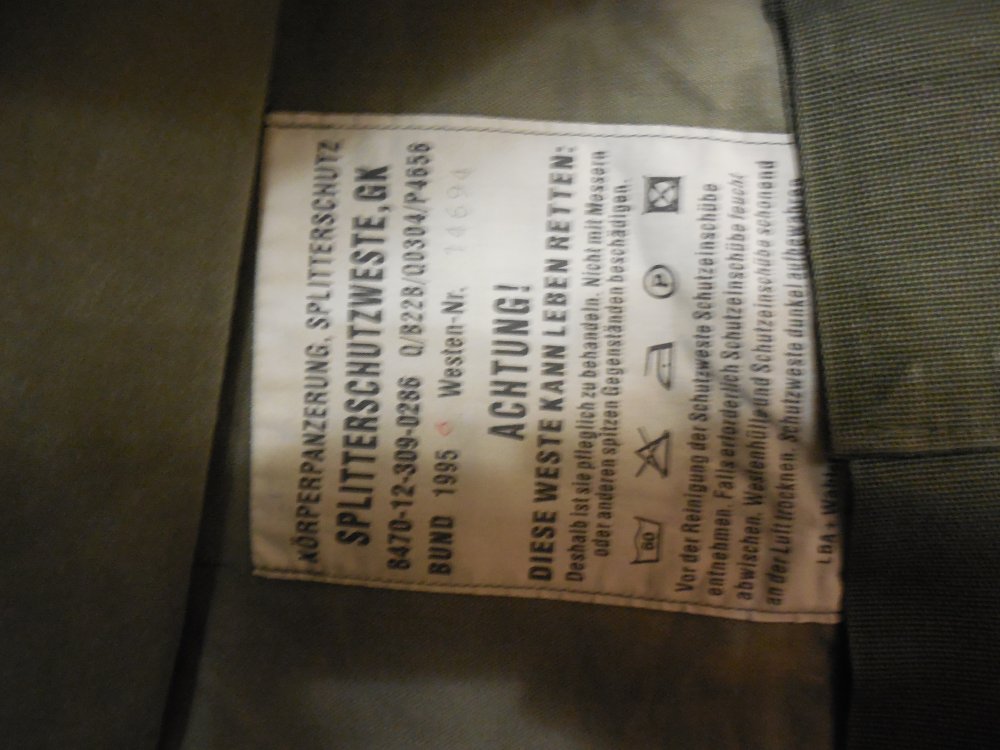 KÖRPERPANZERUNG, SPLITTERSCHUTZ
SPLITTERSCHUTZWESTE, GK
8470-12-309-0286 Q/B228/Q0304/P4656
BUND 1995 Westen-Nr. 14694
ACHTUNG!
DIESE WESTE KANN LEBEN RETTEN:
Deshalb ist sie pfleglich zu behandeln. Nicht mit Messern
oder anderen spitzen Gegenständen beschädigen.
60 P
Vor der Reinigung der Schutzweste Schutzeinschübe
entnehmen. Falls erforderlich Schutzeinschübe feucht
abwischen. Westenhülle und Schutzeinschübe schonend
an der Luft trocknen. Schutzweste dunkel aufbewahren
LBA